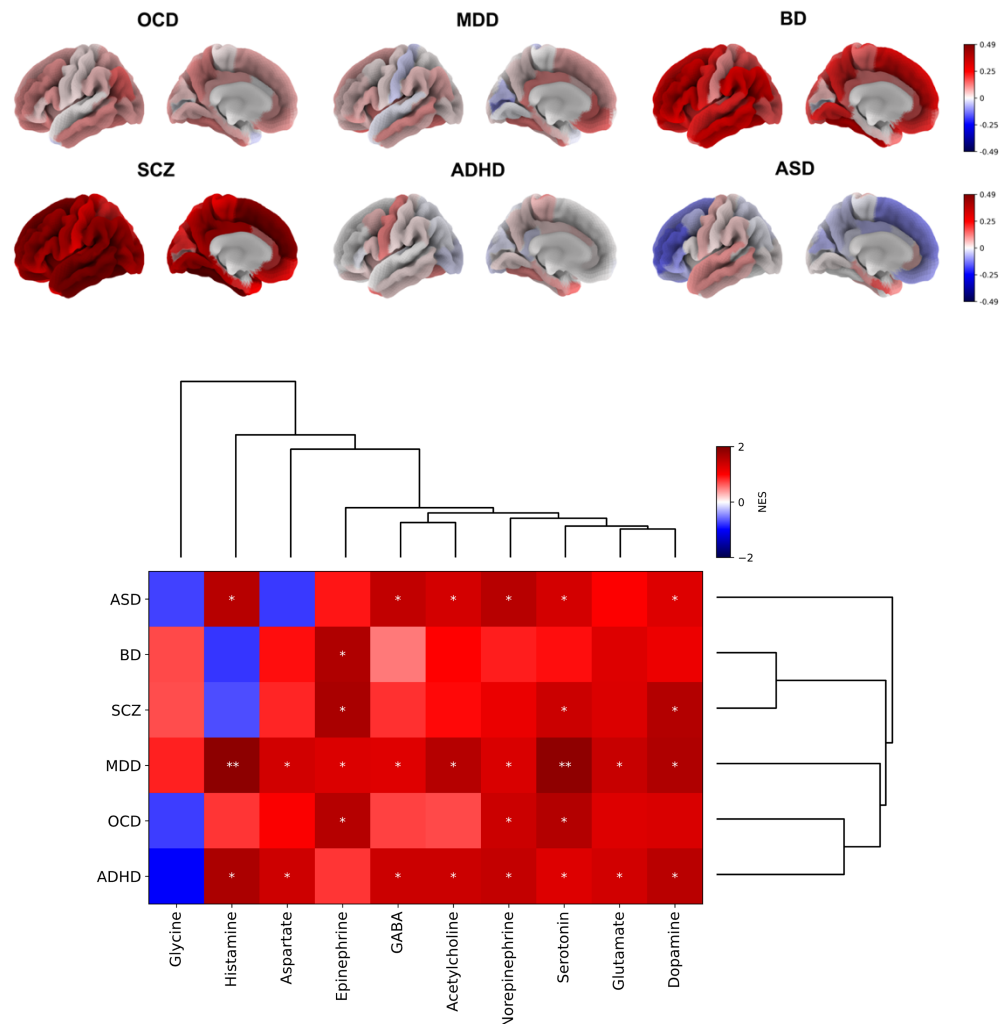 OCD
MDD
BD
0.49
0.25
0
-0.25
-0.49
SCZ
ADHD
ASD
0.49
0.25
0
-0.25
-0.49
2
0
−2
NES
ASD
* * * * * *
BD
*
SCZ
* * *
MDD
** * * * * * ** * *
OCD
* * *
ADHD
* * * * * * * *
Glycine
Histamine
Aspartate
Epinephrine
GABA
Acetylcholine
Norepinephrine
Serotonin
Glutamate
Dopamine